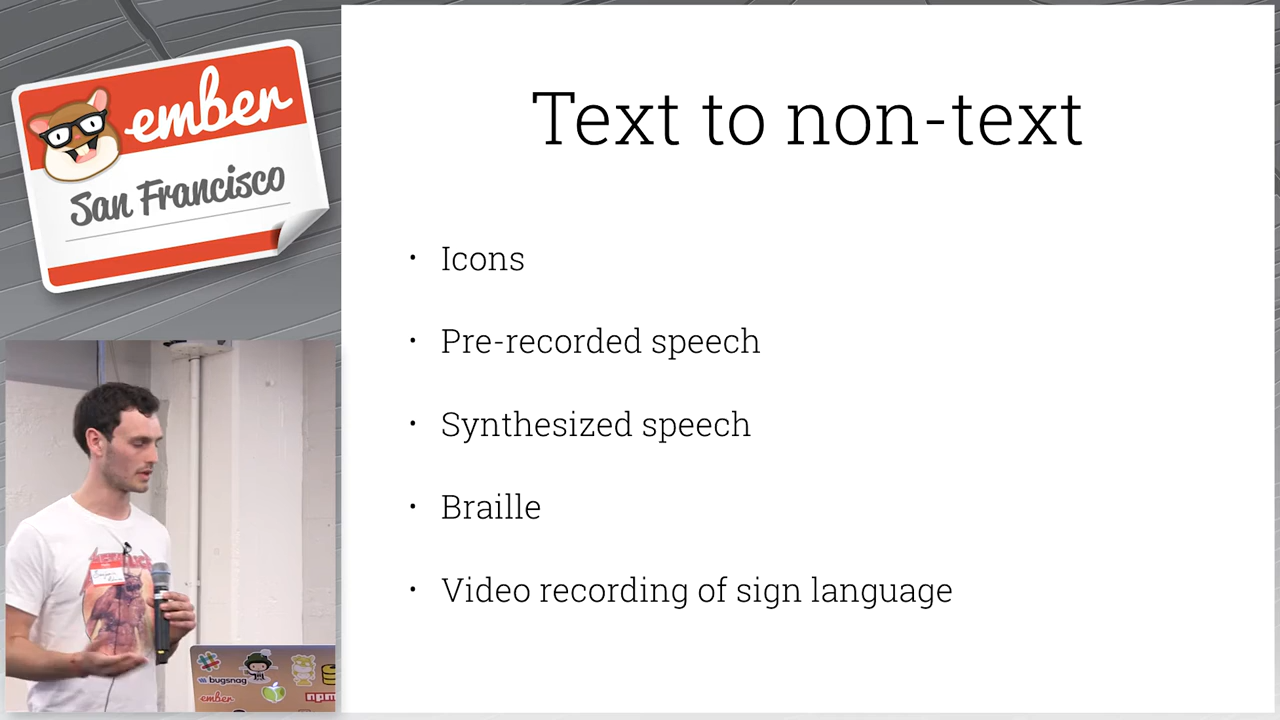 ember
San Francisco
Text to non-text
• Icons
• Pre-recorded speech
• Synthesized speech
• Braille
• Video recording of sign language
bugsnag
ember
npm